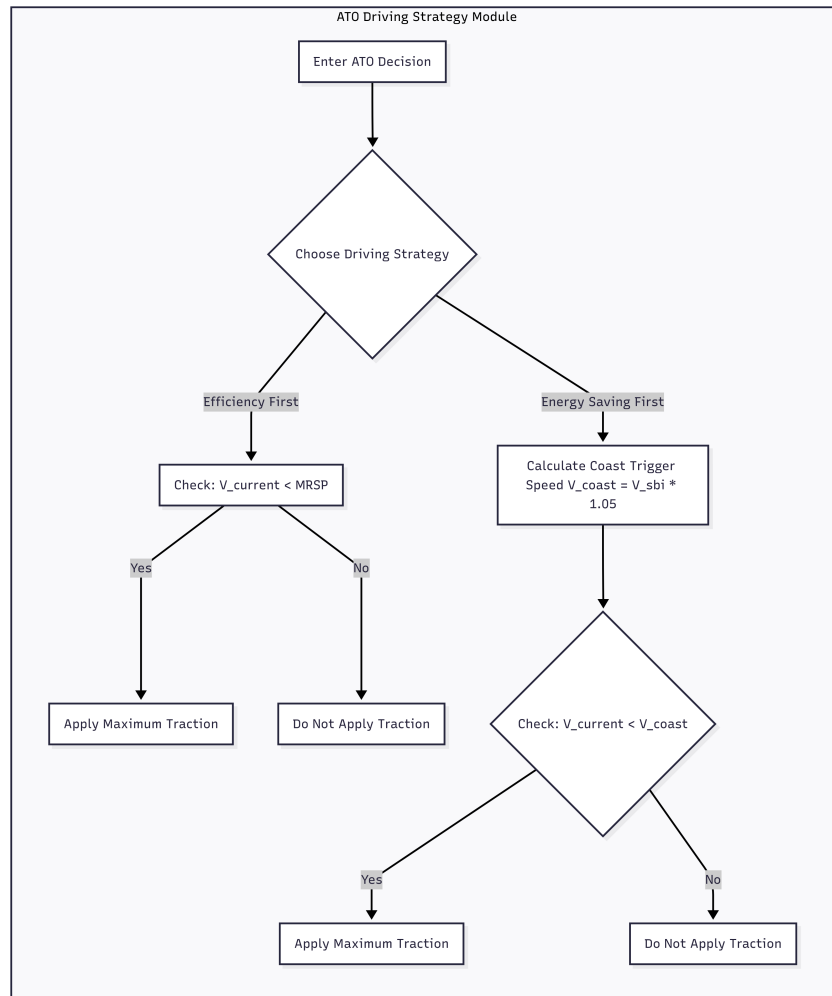 ATO Driving Strategy Module
Enter ATO Decision
Choose Driving Strategy
Efficiency First
Energy Saving First
Check: V_current < MRSP
Calculate Coast Trigger
Speed V_coast = V_sbi *
1.05
Yes
No
Apply Maximum Traction
Do Not Apply Traction
Check: V_current < V_coast
Yes
No
Apply Maximum Traction
Do Not Apply Traction